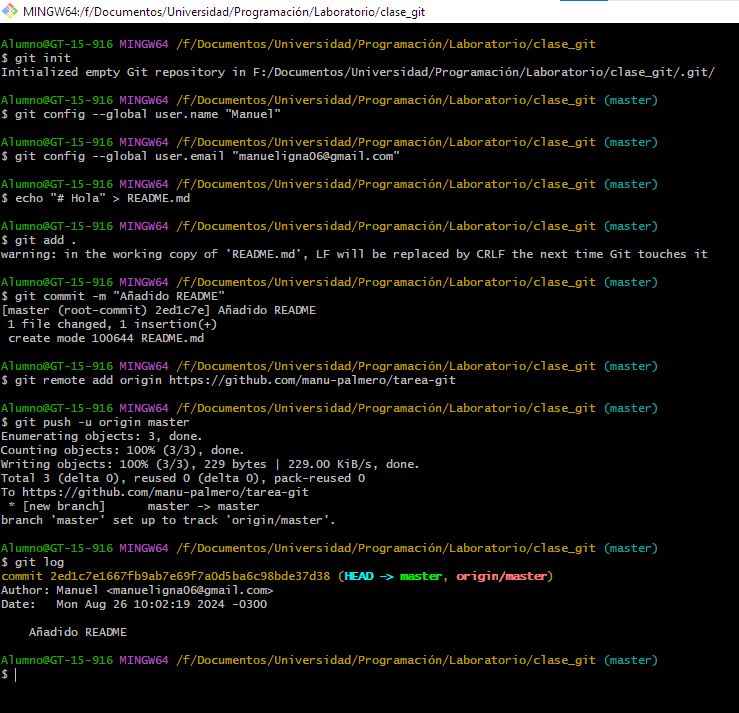 MINGW64:/f/Documentos/Universidad/Programación/Laboratorio/clase_git
Alumno@GT-15-916 MINGW64 /f/Documentos/Universidad/Programación/Laboratorio/clase_git
$ git init
Initialized empty Git repository in F:/Documentos/Universidad/Programación/Laboratorio/clase_git/.git/
Alumno@GT-15-916 MINGW64 /f/Documentos/Universidad/Programación/Laboratorio/clase_git (master)
$ git config --global user.name "Manuel"
Alumno@GT-15-916 MINGW64 /f/Documentos/Universidad/Programación/Laboratorio/clase_git (master)
$ git config --global user.email "manueligna06@gmail.com"
Alumno@GT-15-916 MINGW64 /f/Documentos/Universidad/Programación/Laboratorio/clase_git (master)
$ echo "# Hola" > README.md
Alumno@GT-15-916 MINGW64 /f/Documentos/Universidad/Programación/Laboratorio/clase_git (master)
$ git add .
warning: in the working copy of 'README.md', LF will be replaced by CRLF the next time Git touches it
Alumno@GT-15-916 MINGW64 /f/Documentos/Universidad/Programación/Laboratorio/clase_git (master)
$ git commit -m "Añadido README"
[master (root-commit) 2ed1c7e] Añadido README
1 file changed, 1 insertion(+)
create mode 100644 README.md
Alumno@GT-15-916 MINGW64 /f/Documentos/Universidad/Programación/Laboratorio/clase_git (master)
$ git remote add origin https://github.com/manu-palmero/tarea-git
Alumno@GT-15-916 MINGW64 /f/Documentos/Universidad/Programación/Laboratorio/clase_git (master)
$ git push -u origin master
Enumerating objects: 3, done.
Counting objects: 100% (3/3), done.
Writing objects: 100% (3/3), 229 bytes | 229.00 KiB/s, done.
Total 3 (delta 0), reused 0 (delta 0), pack-reused 0
To https://github.com/manu-palmero/tarea-git
* [new branch]      master -> master
branch 'master' set up to track 'origin/master'.
Alumno@GT-15-916 MINGW64 /f/Documentos/Universidad/Programación/Laboratorio/clase_git (master)
$ git log
commit 2ed1c7e1667fb9ab7e69f7a0d5ba6c98bde37d38 (HEAD -> master, origin/master)
Author: Manuel <manueligna06@gmail.com>
Date:   Mon Aug 26 10:02:19 2024 -0300
Añadido README
Alumno@GT-15-916 MINGW64 /f/Documentos/Universidad/Programación/Laboratorio/clase_git (master)
$